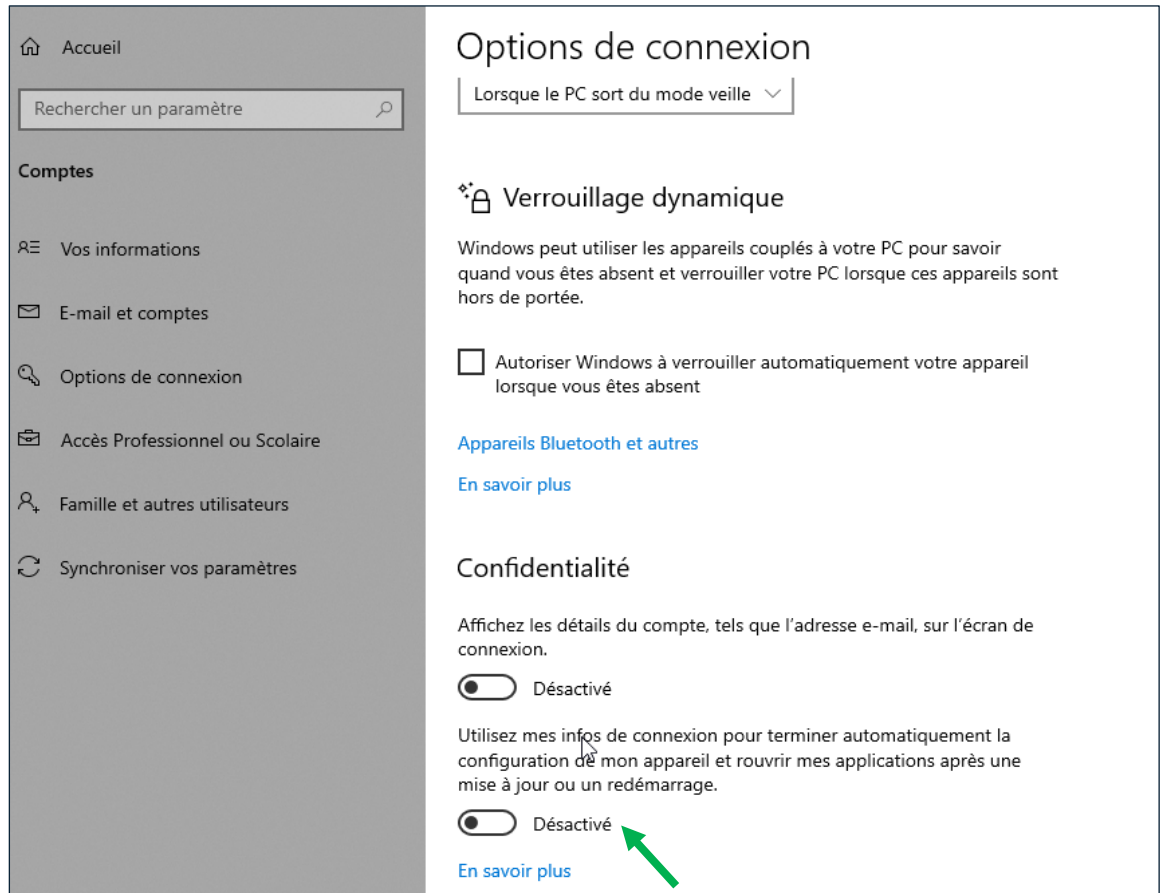 Accueil
Rechercher un paramètre
Comptes
Vos informations
E-mail et comptes
Options de connexion
Accès Professionnel ou Scolaire
Famille et autres utilisateurs
Synchroniser vos paramètres
Options de connexion
Lorsque le PC sort du mode veille
Verrouillage dynamique
Windows peut utiliser les appareils couplés à votre PC pour savoir
quand vous êtes absent et verrouiller votre PC lorsque ces appareils sont
hors de portée.
Autoriser Windows à verrouiller automatiquement votre appareil
lorsque vous êtes absent
Appareils Bluetooth et autres
En savoir plus
Confidentialité
Affichez les détails du compte, tels que l'adresse e-mail, sur l'écran de
connexion.
Désactivé
Utilisez mes infos de connexion pour terminer automatiquement la
configuration de mon appareil et rouvrir mes applications après une
mise à jour ou un redémarrage.
Désactivé
En savoir plus